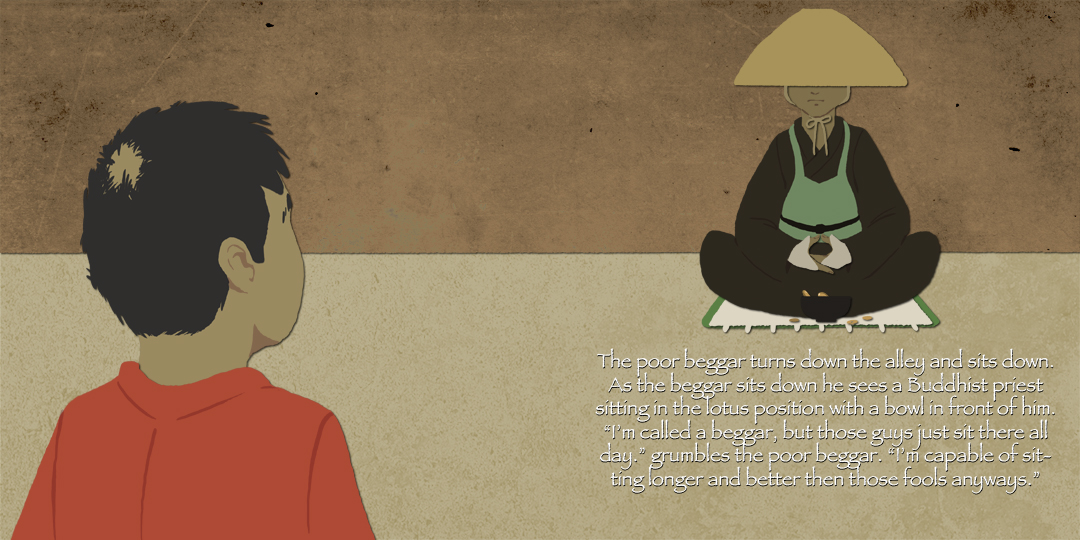 The poor beggar turns down the alley and sits down.
As the beggar sits down he sees a Buddhist priest
sitting in the lotus position with a bowl in front of him.
“I’m called a beggar, but those guys just sit there all
day.” grumbles the poor beggar. “I’m capable of sit-
ting longer and better then those fools anyways.”